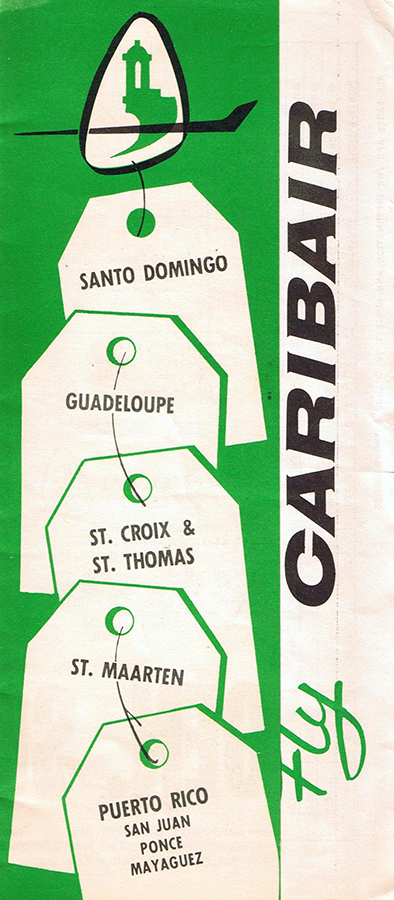 SANTO DOMINGO
GUADELOUPE
ST. CROIX &
ST. THOMAS
ST. MAARTEN
PUERTO RICO
SAN JUAN
PONCE
MAYAGUEZ
Fly CARIBAIR